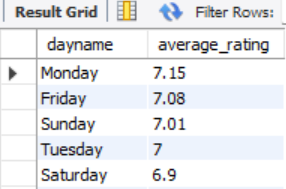 Result Grid Filter Rows:
dayname average_rating
Monday 7.15
Friday 7.08
Sunday 7.01
Tuesday 7
Saturday 6.9